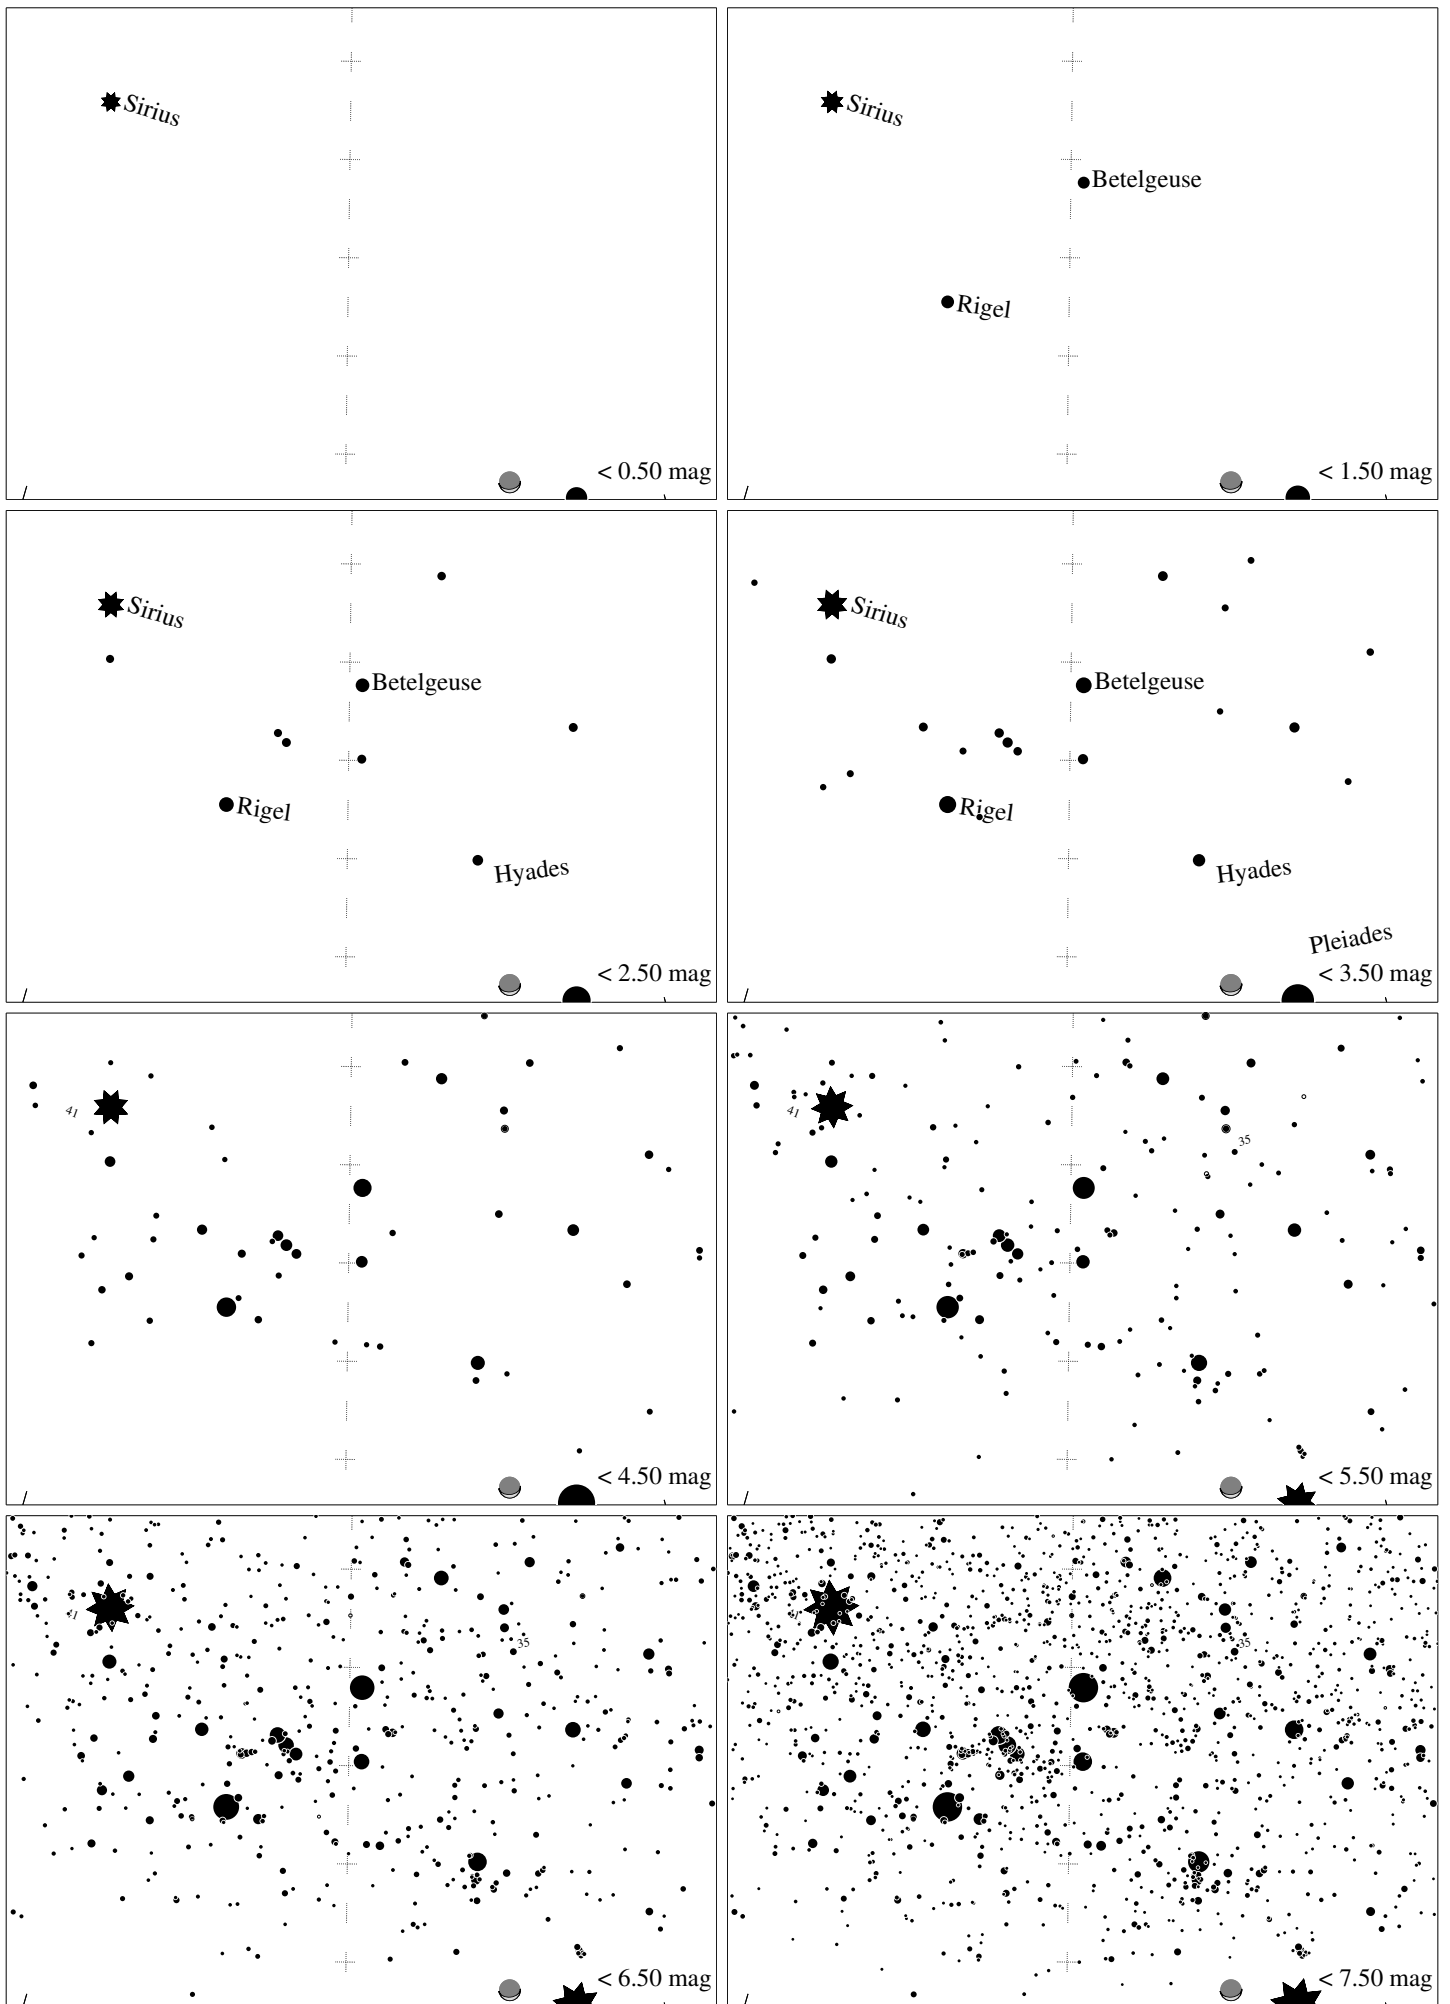 Sirius
< 0.50 mag
Sirius
Betelgeuse
Rigel
< 1.50 mag
Sirius
Betelgeuse
Rigel
Hyades
< 2.50 mag
Sirius
Betelgeuse
Rigel
Hyades
Pleiades
< 3.50 mag
41
< 4.50 mag
41
35
< 5.50 mag
41
35
< 6.50 mag
41
35
< 7.50 mag